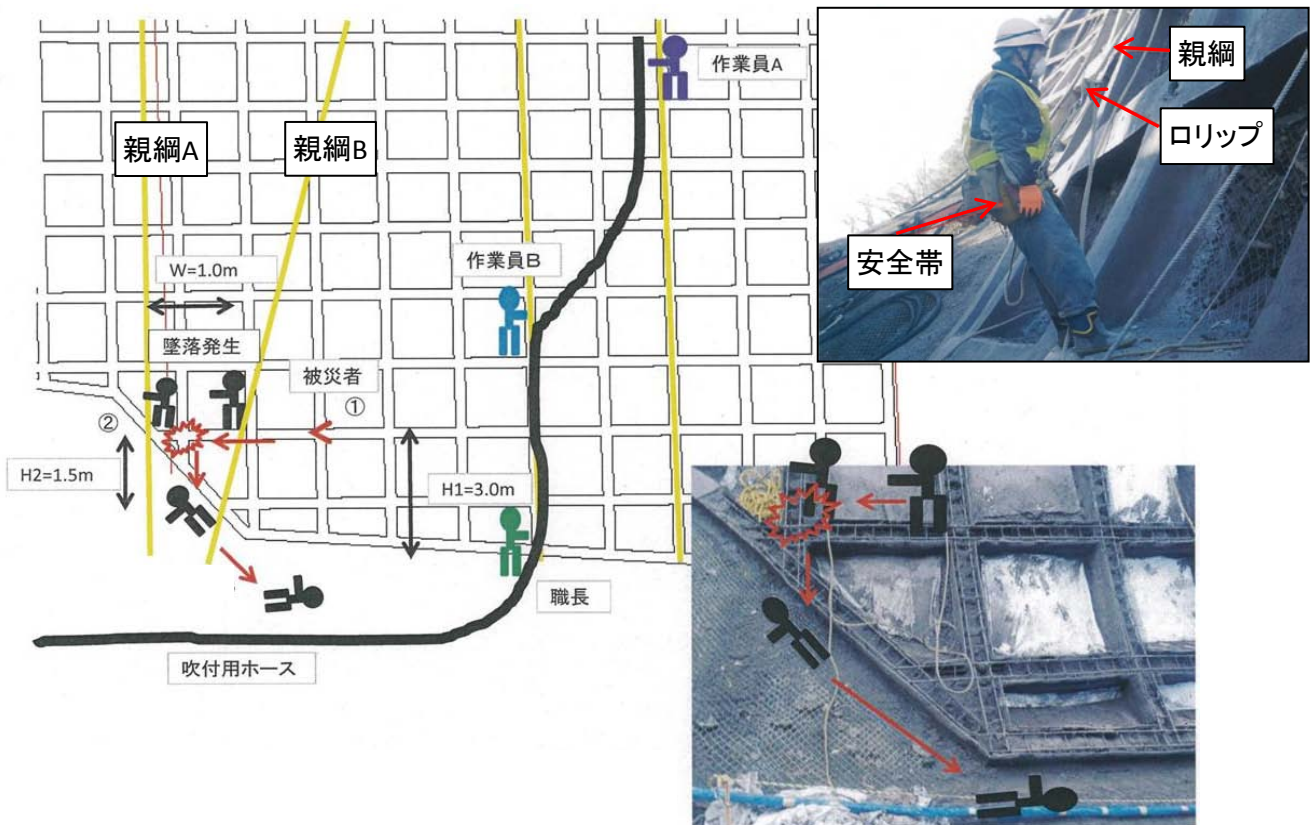 作業員A
親綱
ロリップ
安全帯
親綱A
親綱B
作業員B
W=1.0m
墜落発生
被災者
①
②
H2=1.5m
H1=3.0m
職長
吹付用ホース